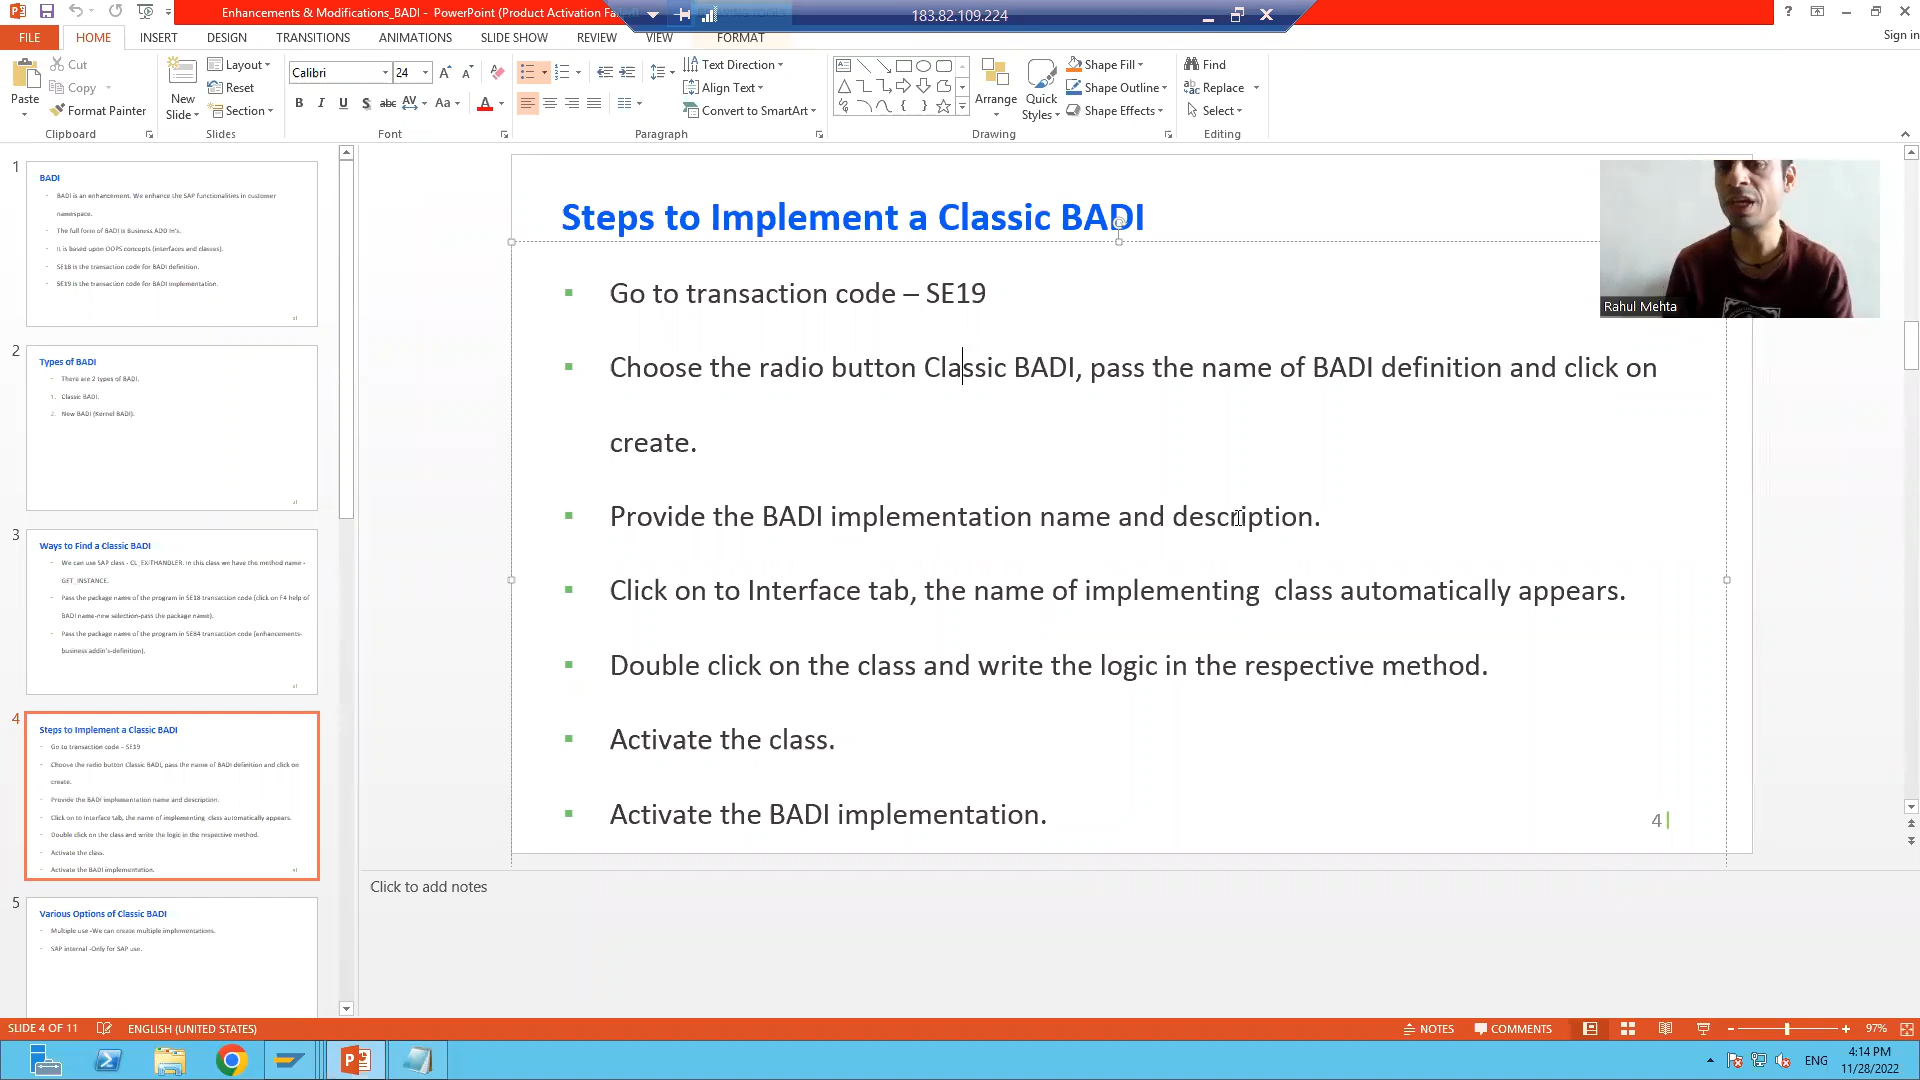 Enhancements & Modifications_BADI - PowerPoint (Product Activation Fail
183.82.109.224
Sign in
FILE HOME INSERT DESIGN TRANSITIONS ANIMATIONS SLIDE SHOW REVIEW VIEW FORMAT
Paste
Cut
Copy
Format Painter
Clipboard
New Slide
Layout
Reset
Section
Slides
Calibri 24
Font
Text Direction
Align Text
Convert to SmartArt
Paragraph
Arrange
Quick Styles
Shape Fill
Shape Outline
Shape Effects
Drawing
Find
Replace
Select
Editing
1
BADI
BADI is an enhancement. We enhance the SAP functionalities in customer
namespace.
The full form of BADI is Business ADD In's.
It is based upon OOPS concepts (interfaces and classes).
SE18 is the transaction code for BADI definition.
SE19 is the transaction code for BADI implementation.
2
Types of BADI
There are 2 types of BADI.
1. Classic BADI.
2. New BADI (Kernel BADI).
3
Ways to Find a Classic BADI
We can use SAP class - CL_EXITHANDLER. In this class we have the method name -
GET_INSTANCE.
Pass the package name of the program in SE18 transaction code (click on F4 help of
BADI name-new selection-pass the package name).
Pass the package name of the program in SE84 transaction code (enhancements-
business addin's-definition).
4
Steps to Implement a Classic BADI
Go to transaction code – SE19
Choose the radio button Classic BADI, pass the name of BADI definition and click on
create.
Provide the BADI implementation name and description.
Click on to Interface tab, the name of implementing class automatically appears.
Double click on the class and write the logic in the respective method.
Activate the class.
Activate the BADI implementation.
5
Various Options of Classic BADI
Multiple use -We can create multiple implementations.
SAP internal -Only for SAP use.
Steps to Implement a Classic BADI
Go to transaction code – SE19
Choose the radio button Classic BADI, pass the name of BADI definition and click on
create.
Provide the BADI implementation name and description.
Click on to Interface tab, the name of implementing  class automatically appears.
Double click on the class and write the logic in the respective method.
Activate the class.
Activate the BADI implementation.
4
Rahul Mehta
Click to add notes
SLIDE 4 OF 11 ENGLISH (UNITED STATES) NOTES COMMENTS 97%
ENG
4:14 PM
11/28/2022